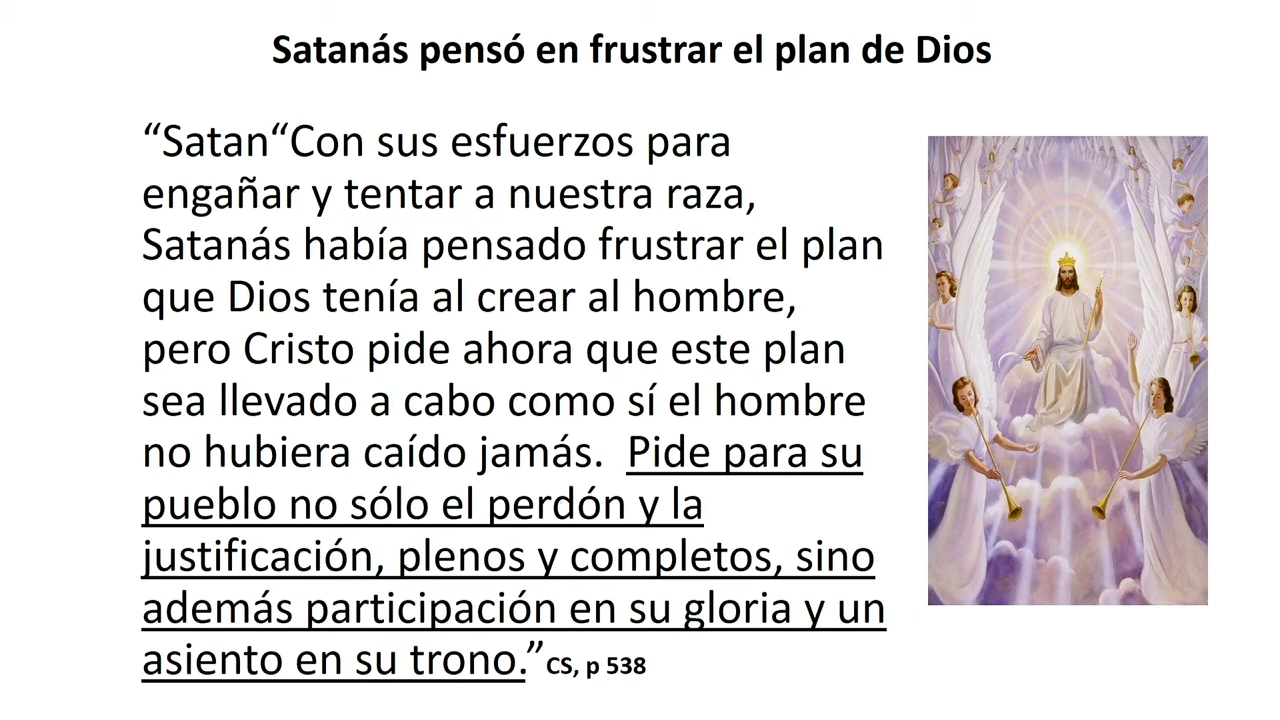 Satanás pensó en frustrar el plan de Dios
“Satan“Con sus esfuerzos para
engañar y tentar a nuestra raza,
Satanás había pensado frustrar el plan
que Dios tenía al crear al hombre,
pero Cristo pide ahora que este plan
sea llevado a cabo como sí el hombre
no hubiera caído jamás.  Pide para su
pueblo no sólo el perdón y la
justificación, plenos y completos, sino
además participación en su gloria y un
asiento en su trono.”CS, p 538